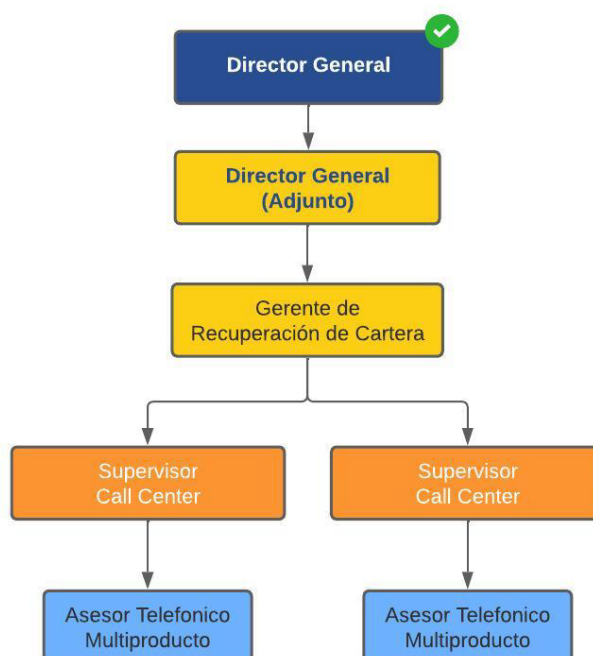 Director General
Director General
(Adjunto)
Gerente de
Recuperación de Cartera
Supervisor
Call Center
Supervisor
Call Center
Asesor Telefonico
Multiproducto
Asesor Telefonico
Multiproducto